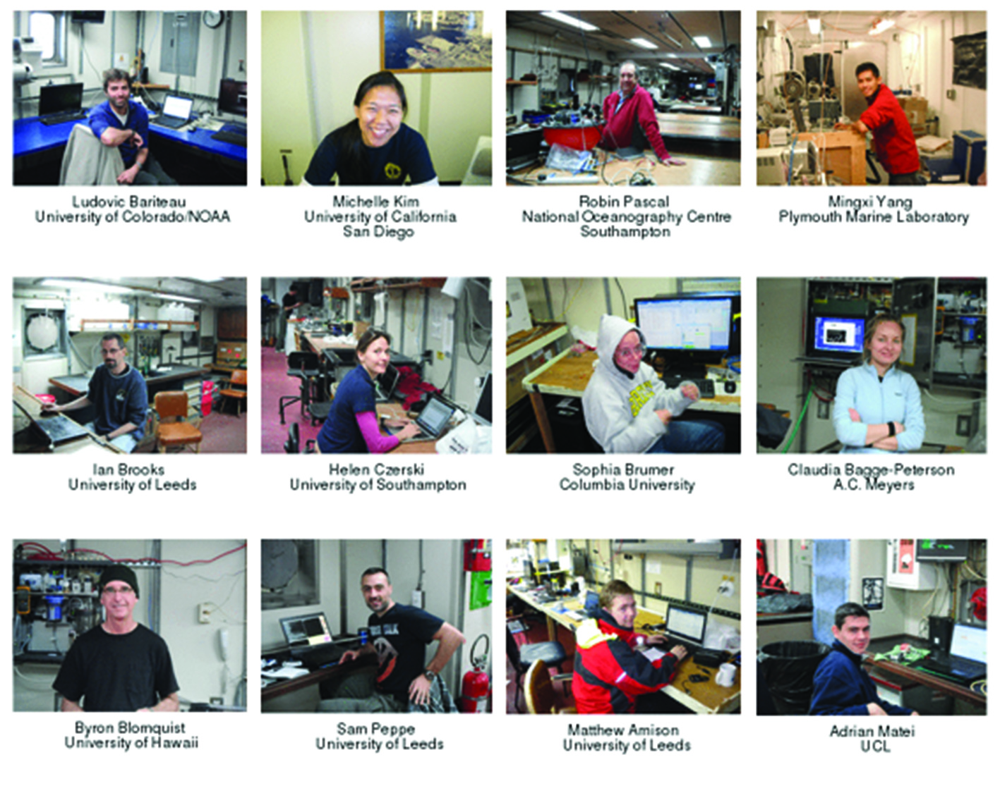 Ludovic Bariteau
University of Colorado/NOAA
Michelle Kim
University of California
San Diego
Robin Pascal
National Oceanography Centre
Southampton
Mingxi Yang
Plymouth Marine Laboratory
Ian Brooks
University of Leeds
Helen Czerski
University of Southampton
Sophia Brumer
Columbia University
Claudia Bagge-Peterson
A.C. Meyers
Byron Blomquist
University of Hawaii
Sam Peppe
University of Leeds
Matthew Amison
University of Leeds
Adrian Matei
UCL